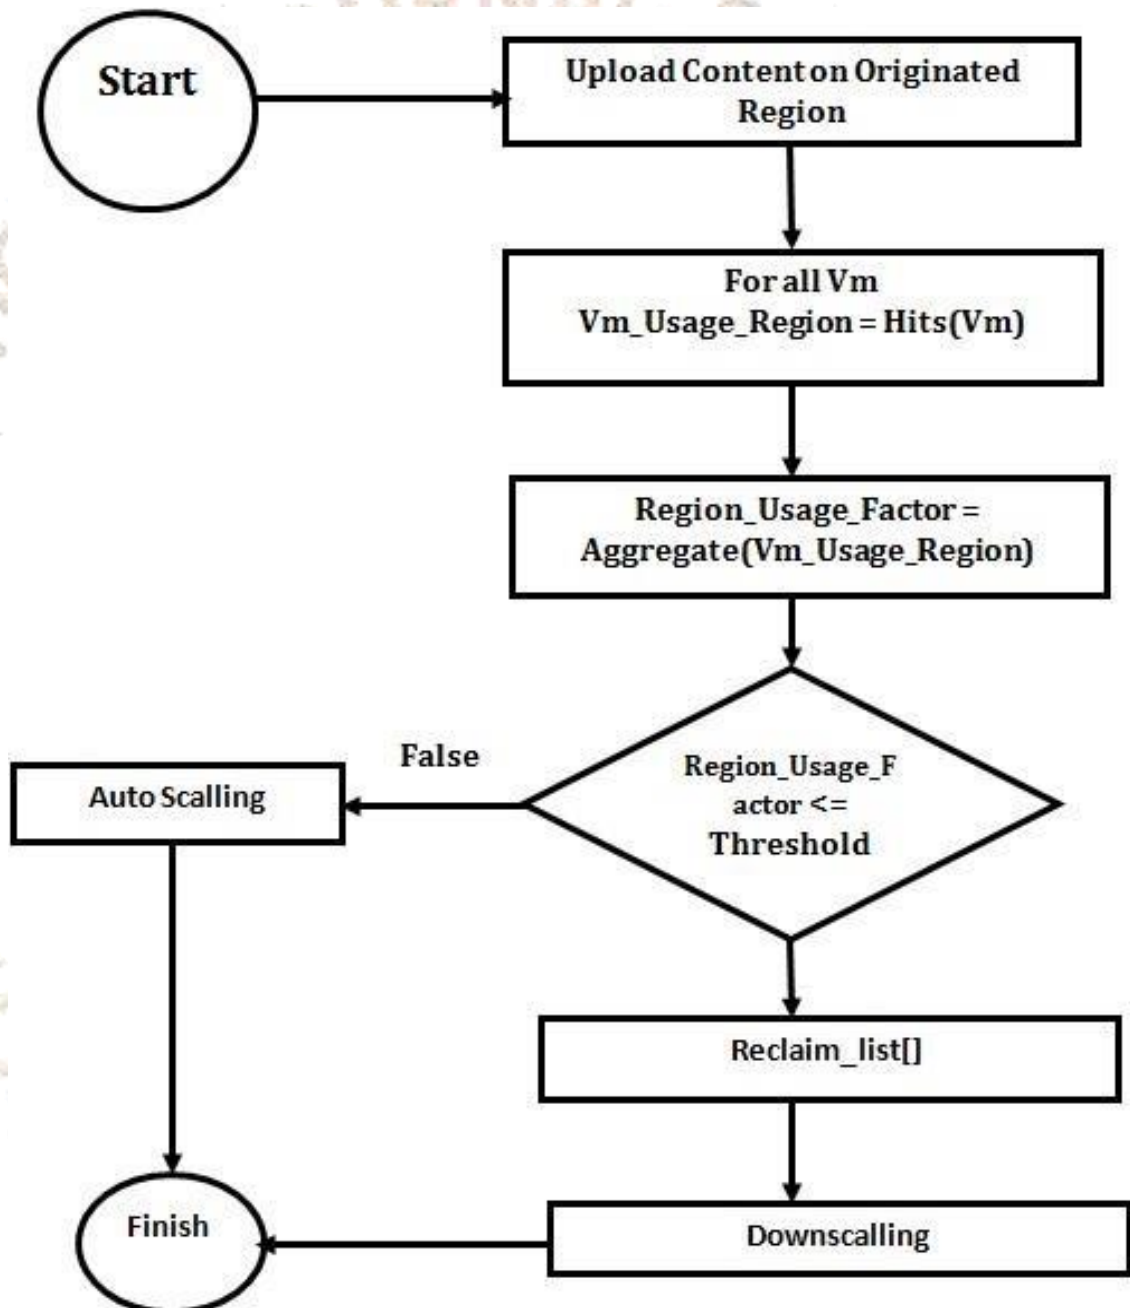 Start
Upload Content on Originated
Region
For all Vm
Vm_Usage_Region = Hits(Vm)
Region_Usage_Factor =
Aggregate(Vm_Usage_Region)
Region_Usage_F
actor <=
Threshold
False
Auto Scalling
Reclaim_list[]
Downscalling
Finish